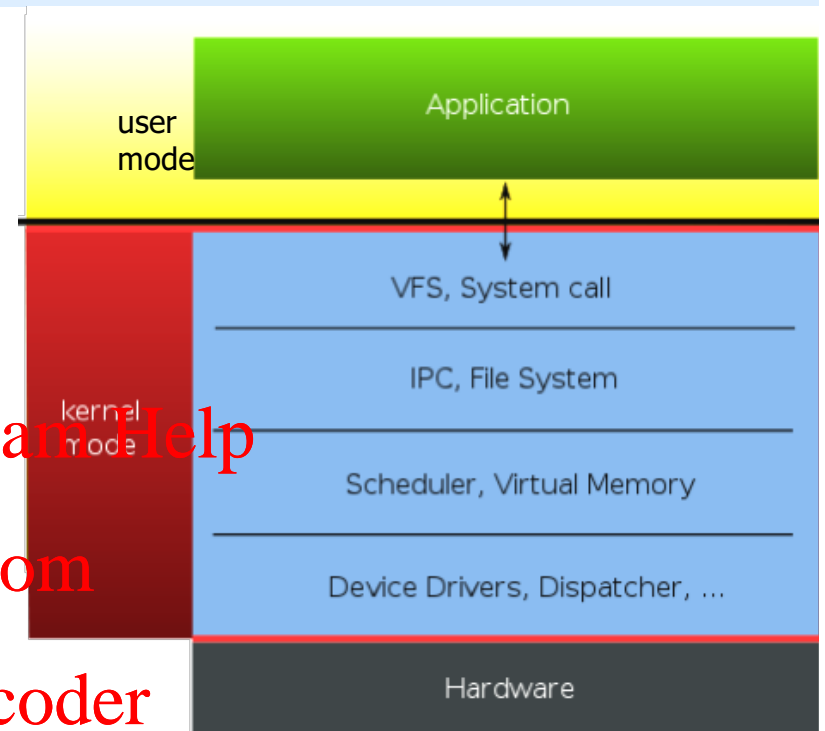 Application
user
mode
VFS, System call
IPC, File System
kernel
mode
am Help
Scheduler, Virtual Memory
om
Device Drivers, Dispatcher, ...
Hardware
coder